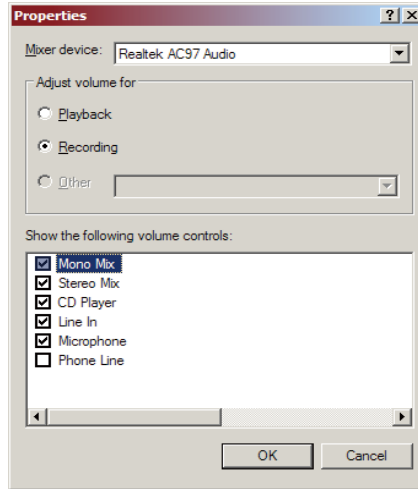 Properties
Mixer device: Realtek AC97 Audio
Adjust volume for
Playback
Recording
Other
Show the following volume controls:
Mono Mix
Stereo Mix
CD Player
Line In
Microphone
Phone Line
OK Cancel